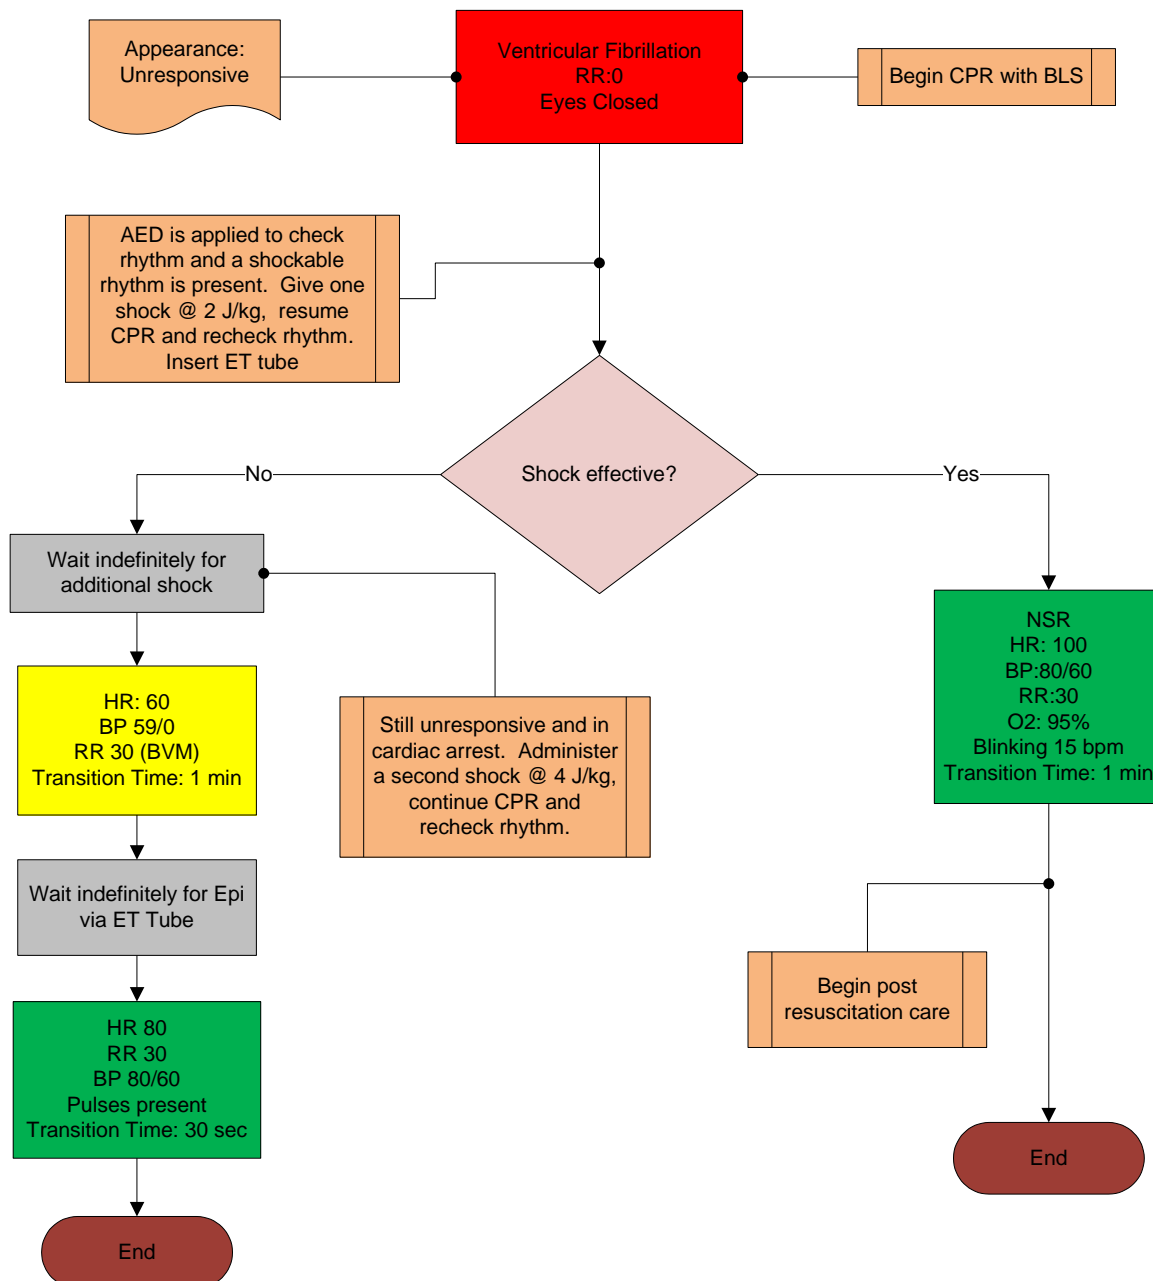 Appearance:
Unresponsive
Ventricular Fibrillation
RR:0
Eyes Closed
Begin CPR with BLS
AED is applied to check
rhythm and a shockable
rhythm is present.  Give one
shock @ 2 J/kg,  resume
CPR and recheck rhythm.
Insert ET tube
Shock effective?
No
Yes
Wait indefinitely for
additional shock
HR: 60
BP 59/0
RR 30 (BVM)
Transition Time: 1 min
Still unresponsive and in
cardiac arrest.  Administer
a second shock @ 4 J/kg,
continue CPR and
recheck rhythm.
NSR
HR: 100
BP:80/60
RR:30
O2: 95%
Blinking 15 bpm
Transition Time: 1 min
Wait indefinitely for Epi
via ET Tube
HR 80
RR 30
BP 80/60
Pulses present
Transition Time: 30 sec
Begin post
resuscitation care
End
End